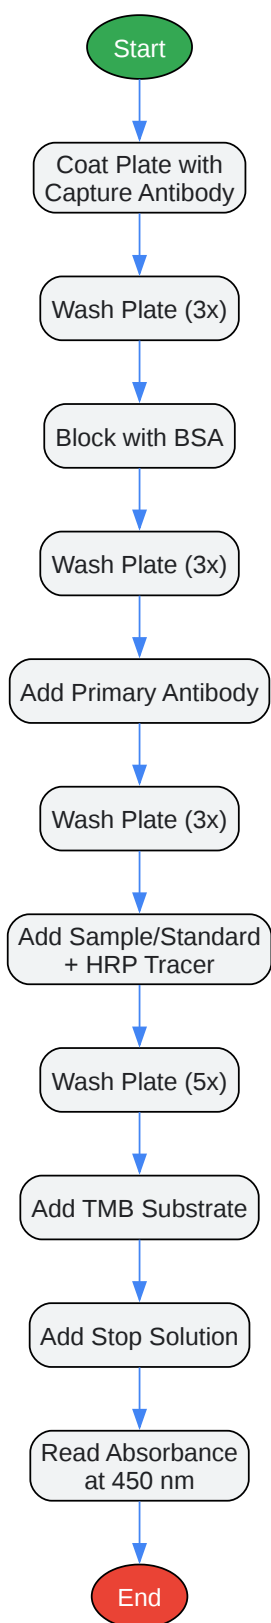 Start
Coat Plate with
Capture Antibody
Wash Plate (3x)
Block with BSA
Wash Plate (3x)
Add Primary Antibody
Wash Plate (3x)
Add Sample/Standard
+ HRP Tracer
Wash Plate (5x)
Add TMB Substrate
Add Stop Solution
Read Absorbance
at 450 nm
End